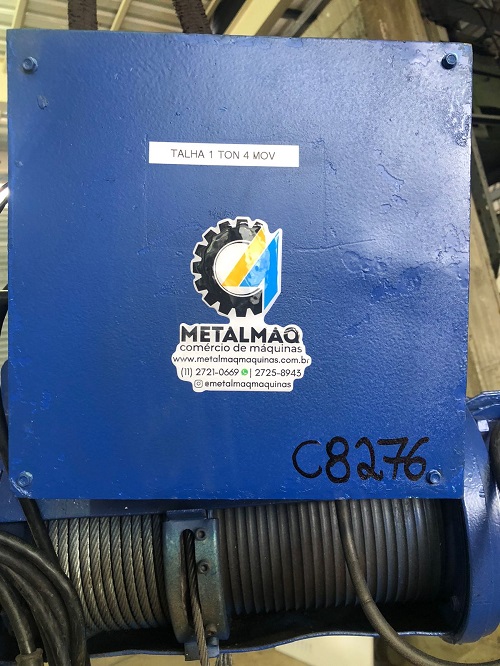 TALHA 1 TON 4 MOV
METALMAQ
comércio de máquinas
www.metalmaqmaquinas.com.br
(11) 2721-0669 | 2725-8943
@metalmaqmaquinas
C8276